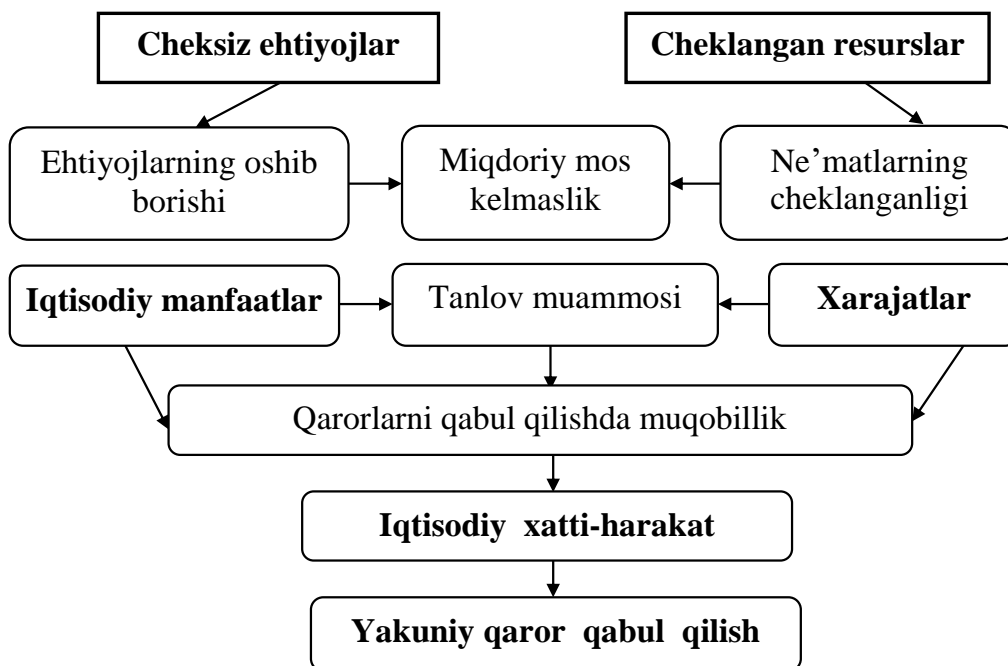 Cheksiz ehtiyojlar
Cheklangan resurslar
Ehtiyojlarning oshib
borishi
Miqdoriy mos
kelmaslik
Ne’matlarning
cheklanganligi
Iqtisodiy manfaatlar
Tanlov muammosi
Xarajatlar
Qarorlarni qabul qilishda muqobillik
Iqtisodiy xatti-harakat
Yakuniy qaror qabul qilish